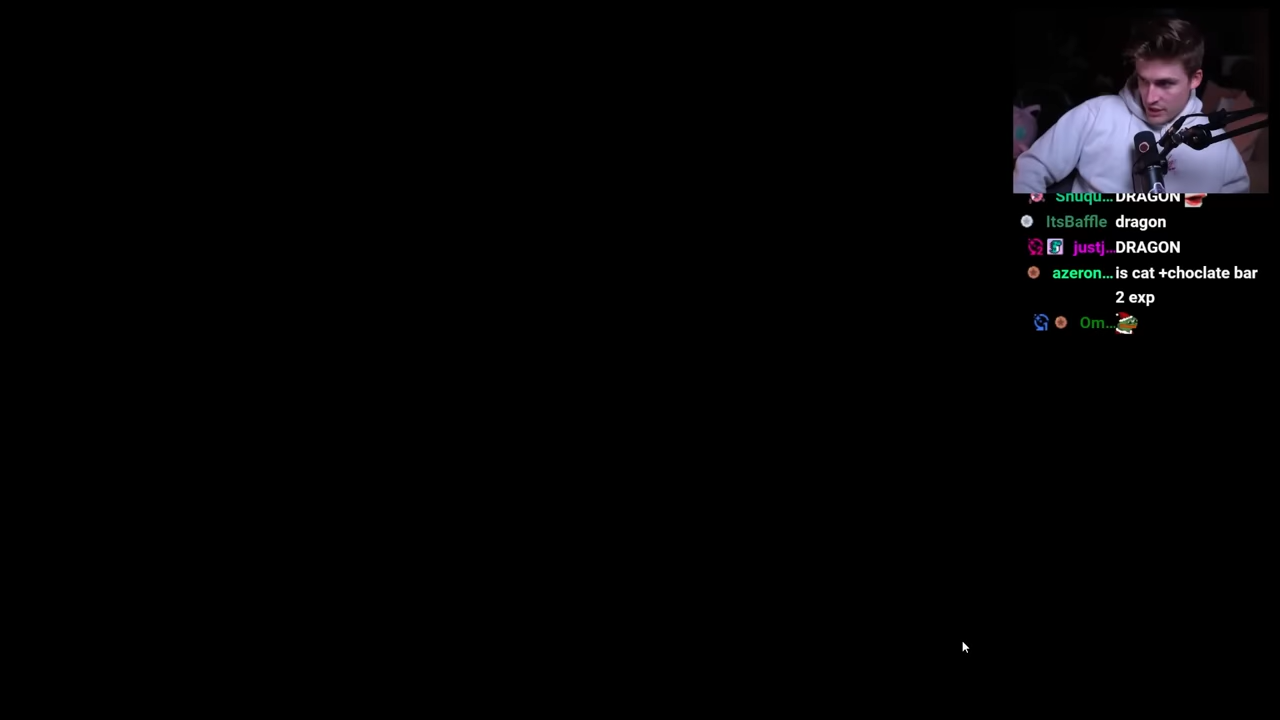 Shuqu… DRAGON
ItsBaffle dragon
justj… DRAGON
azeron… is cat +choclate bar
2 exp
Om…